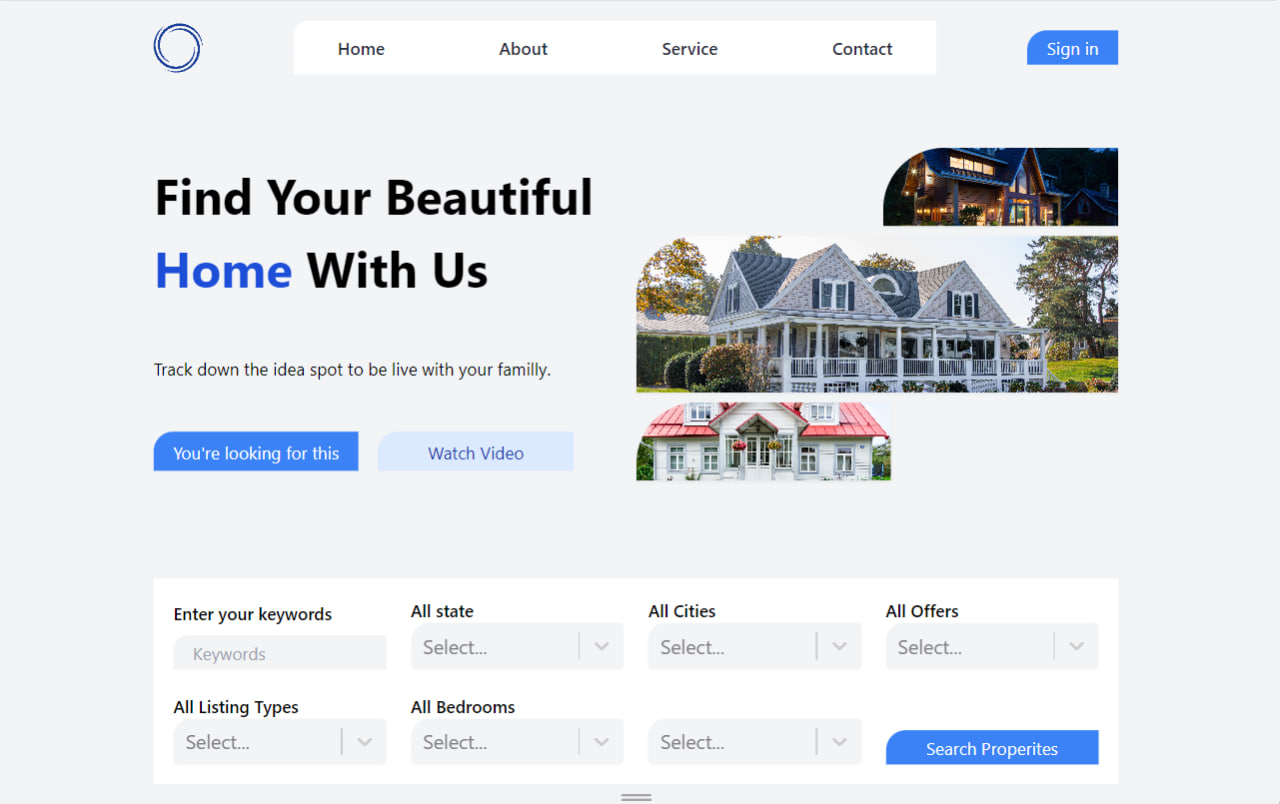 Home About Service Contact Sign in
Find Your Beautiful
Home With Us
Track down the idea spot to be live with your familly.
You're looking for this Watch Video
Enter your keywords All state All Cities All Offers
Keywords Select... Select... Select...
All Listing Types All Bedrooms
Select... Select... Select... Search Properites